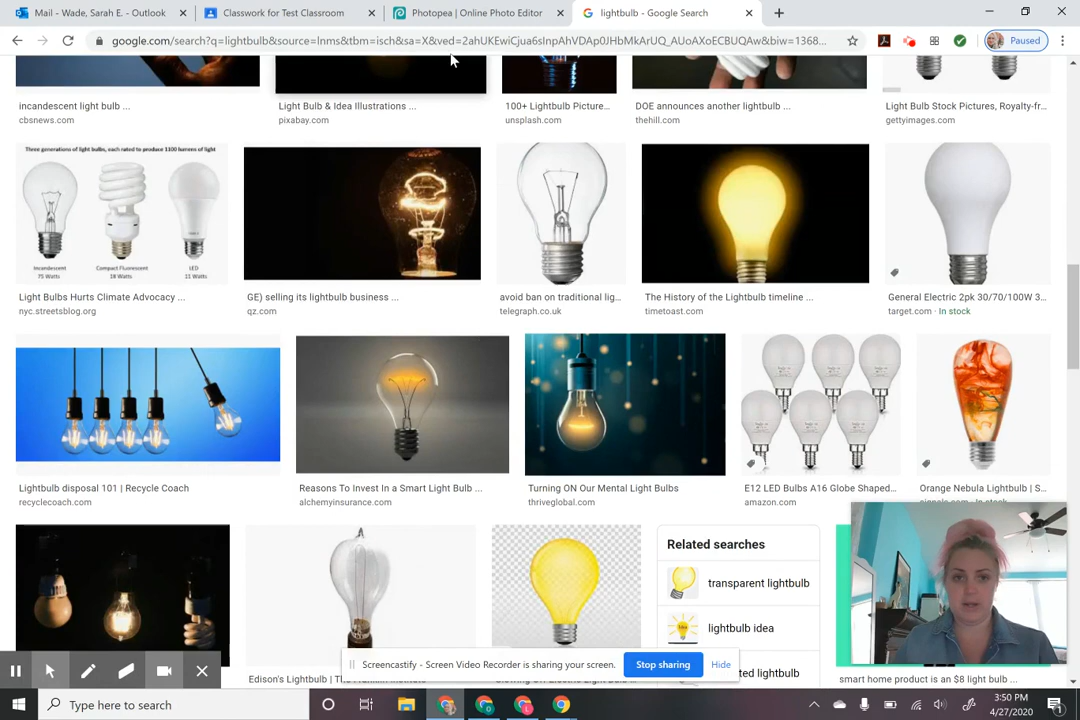 Mail - Wade, Sarah E. - Outlook
Classwork for Test Classroom
Photopea | Online Photo Editor
lightbulb - Google Search
google.com/search?q=lightbulb&source=lnms&tbm=isch&sa=X&ved=2ahUKEwiCjua6sInpAhVDAp0JHbMkArUQ_AUoAXoECBUQAw&biw=1368...
Paused
incandescent light bulb ...
cbsnews.com
Light Bulb & Idea Illustrations ...
pixabay.com
100+ Lightbulb Picture...
unsplash.com
DOE announces another lightbulb ...
thehill.com
Light Bulb Stock Pictures, Royalty-fr...
gettyimages.com
Three generations of light bulbs, each rated to produce 1100 lumens of light
Incandescent
75 Watts
Compact Fluorescent
18 Watts
LED
11 Watts
Light Bulbs Hurts Climate Advocacy ...
nyc.streetsblog.org
GE) selling its lightbulb business ...
qz.com
avoid ban on traditional lig...
telegraph.co.uk
The History of the Lightbulb timeline ...
timetoast.com
General Electric 2pk 30/70/100W 3...
target.com · In stock
Lightbulb disposal 101 | Recycle Coach
recyclecoach.com
Reasons To Invest In a Smart Light Bulb ...
alchemyinsurance.com
Turning ON Our Mental Light Bulbs
thriveglobal.com
E12 LED Bulbs A16 Globe Shaped...
amazon.com
Orange Nebula Lightbulb | S...
Related searches
transparent lightbulb
lightbulb idea
lightbulb
Edison's Lightbulb | The Franklin Institute
smart home product is an $8 light bulb ...
Screencastify - Screen Video Recorder is sharing your screen.
Stop sharing
Hide
Type here to search
3:50 PM
4/27/2020